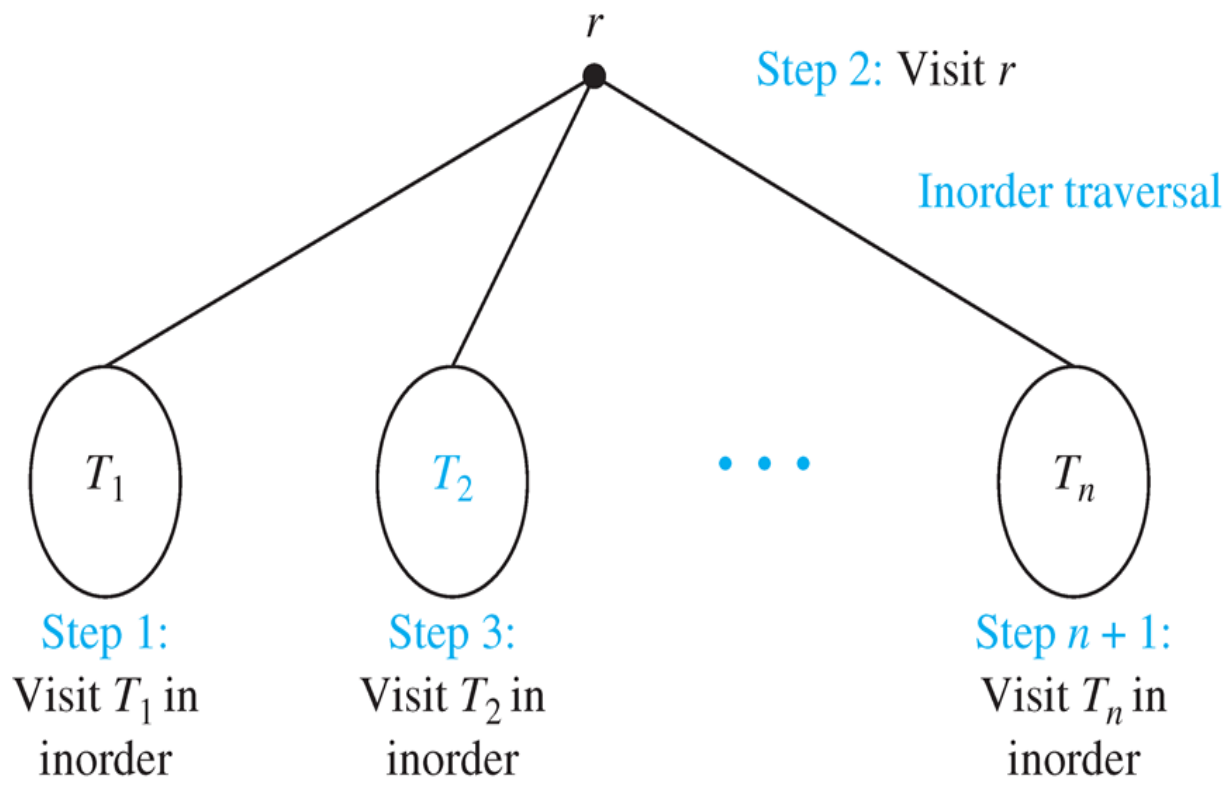 r
Step 2: Visit r
Inorder traversal
T₁
T₂
• • •
Tₙ
Step 1:
Visit T₁ in
inorder
Step 3:
Visit T₂ in
inorder
Step n + 1:
Visit Tₙ in
inorder